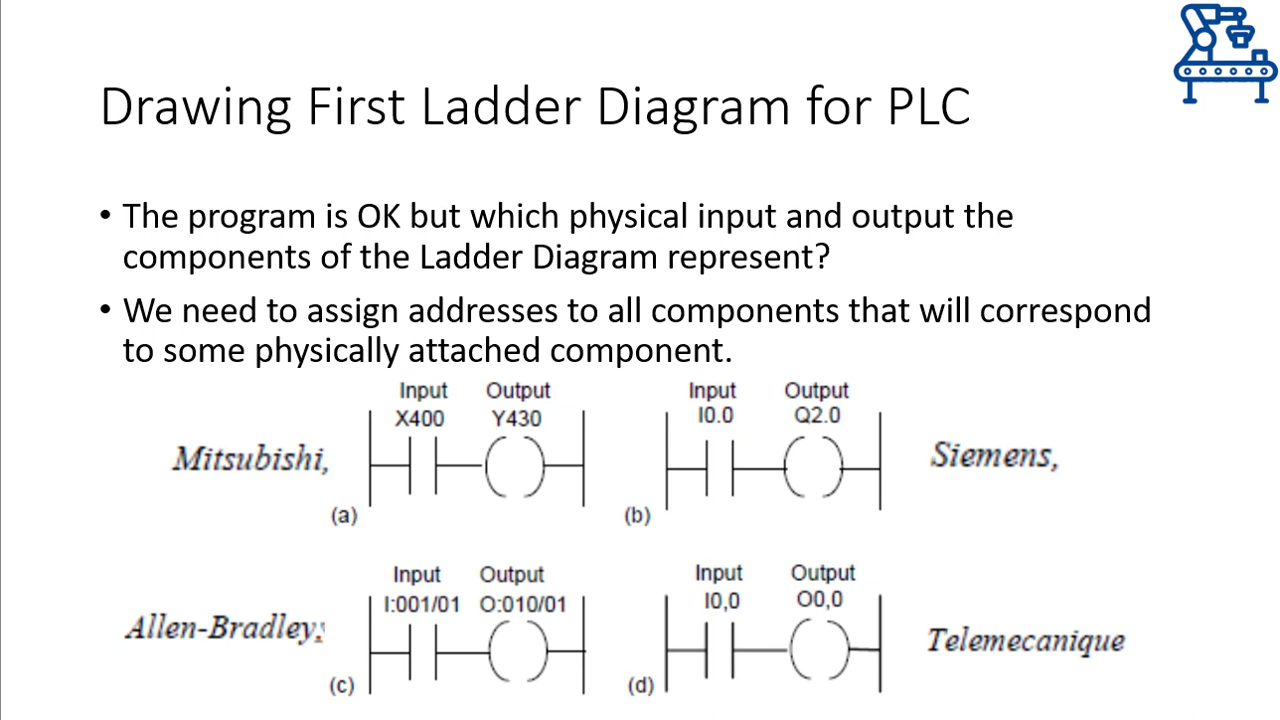 Drawing First Ladder Diagram for PLC
• The program is OK but which physical input and output the
components of the Ladder Diagram represent?
• We need to assign addresses to all components that will correspond
to some physically attached component.
Input Output
X400 Y430
Mitsubishi,
(a)
Input Output
I0.0 Q2.0
Siemens,
(b)
Input Output
I:001/01 O:010/01
Allen-Bradley;
(c)
Input Output
I0,0 O0,0
Telemecanique
(d)